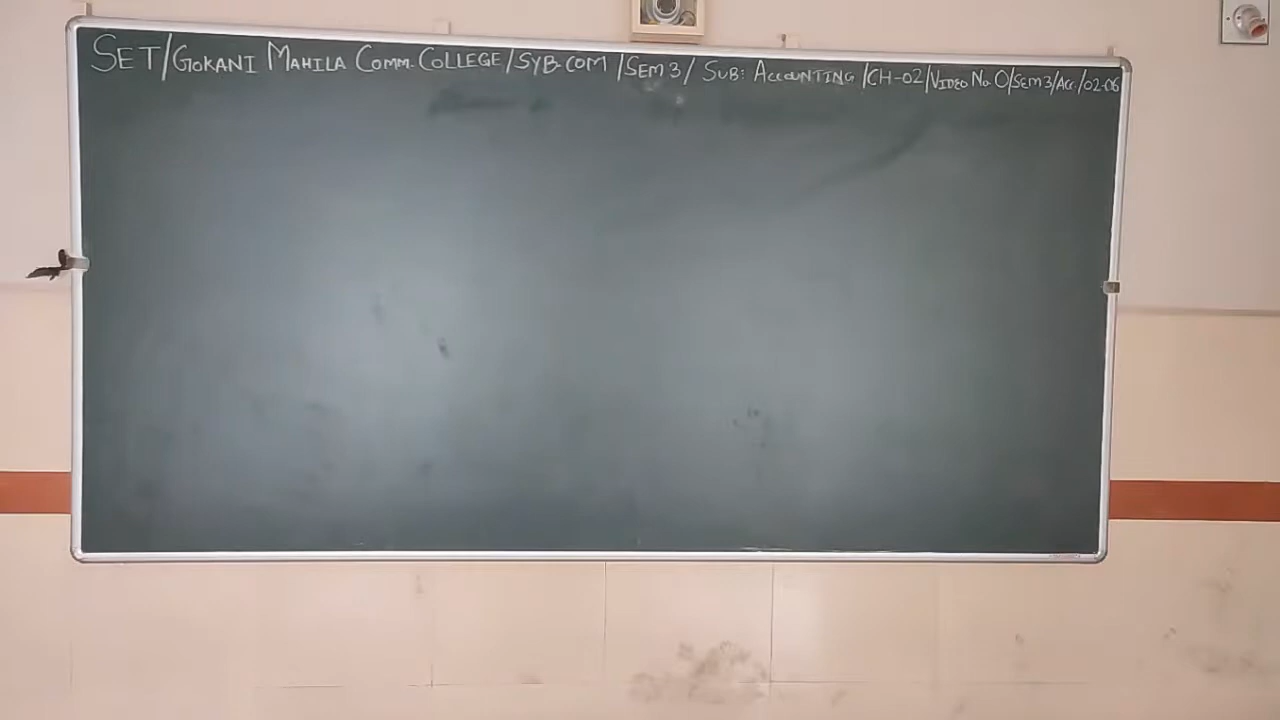 SET/GOKANI MAHILA COMM. COLLEGE/SYB.COM /SEM 3/ SUB: ACCOUNTING /CH-02/VIDEO No. 0/SEM3/Acc./02-06